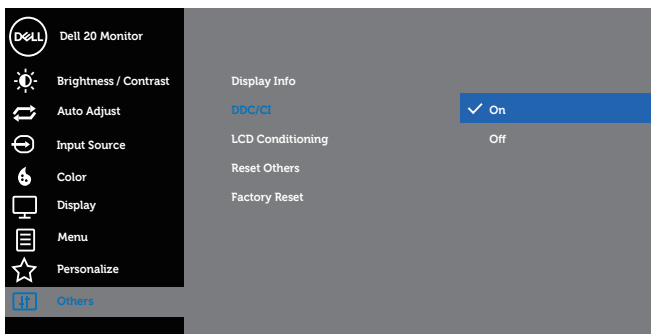 DELL
Dell 20 Monitor
Brightness / Contrast
Auto Adjust
Input Source
Color
Display
Menu
Personalize
Others
Display Info
DDC/CI
LCD Conditioning
Reset Others
Factory Reset
On
Off